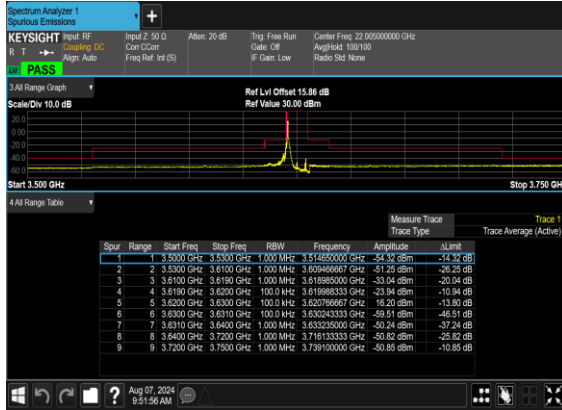 Spectrum Analyzer 1
Spurious Emissions
+
KEYSIGHT Input: RF Input Z: 50 Ω Atten: 20 dB Trig: Free Run Center Freq: 22.005000000 GHz
R T Coupling: DC Corr CCorr Gate: Off Avg|Hold: 100/100
Align: Auto Freq Ref: Int (S) IF Gain: Low Radio Std: None
PASS
3 All Range Graph
Ref Lvl Offset 15.86 dB
Scale/Div 10.0 dB Ref Value 30.00 dBm
20.0
0.00
-20.0
-40.0
-60.0
Start 3.500 GHz Stop 3.750 GH
4 All Range Table
Measure Trace Trace 1
Trace Type Trace Average (Active)
Spur Range Start Freq Stop Freq RBW Frequency Amplitude ΔLimit
1 1 3.5000 GHz 3.5300 GHz 1.000 MHz 3.514650000 GHz -54.32 dBm -14.32 dB
2 2 3.5300 GHz 3.6100 GHz 1.000 MHz 3.609466667 GHz -51.25 dBm -26.25 dB
3 3 3.6100 GHz 3.6190 GHz 1.000 MHz 3.618985000 GHz -33.04 dBm -20.04 dB
4 4 3.6190 GHz 3.6200 GHz 100.0 kHz 3.619988333 GHz -23.94 dBm -10.94 dB
5 5 3.6200 GHz 3.6300 GHz 100.0 kHz 3.620766667 GHz 16.20 dBm -13.80 dB
6 6 3.6300 GHz 3.6310 GHz 100.0 kHz 3.630243333 GHz -59.51 dBm -46.51 dB
7 7 3.6310 GHz 3.6400 GHz 1.000 MHz 3.633235000 GHz -50.24 dBm -37.24 dB
8 8 3.6400 GHz 3.7200 GHz 1.000 MHz 3.716133333 GHz -50.82 dBm -25.82 dB
9 9 3.7200 GHz 3.7500 GHz 1.000 MHz 3.739100000 GHz -50.85 dBm -10.85 dB
? Aug 07, 2024
9:51:56 AM